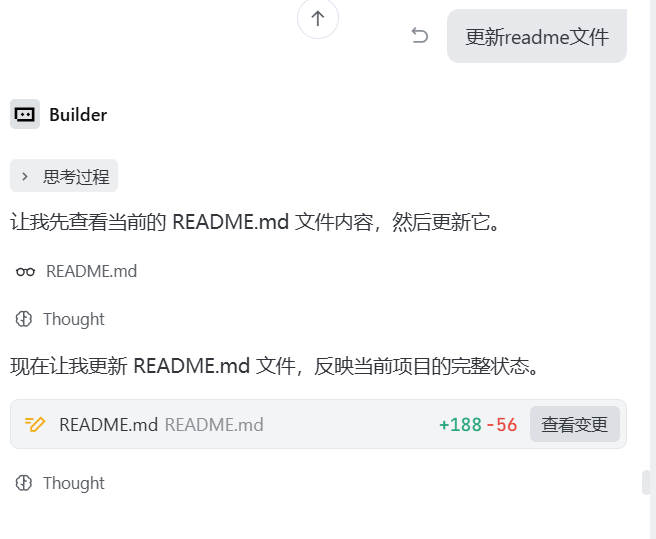 更新readme文件
Builder
思考过程
让我先查看当前的 README.md 文件内容，然后更新它。
README.md
Thought
现在让我更新 README.md 文件，反映当前项目的完整状态。
README.md README.md +188 -56 查看变更
Thought